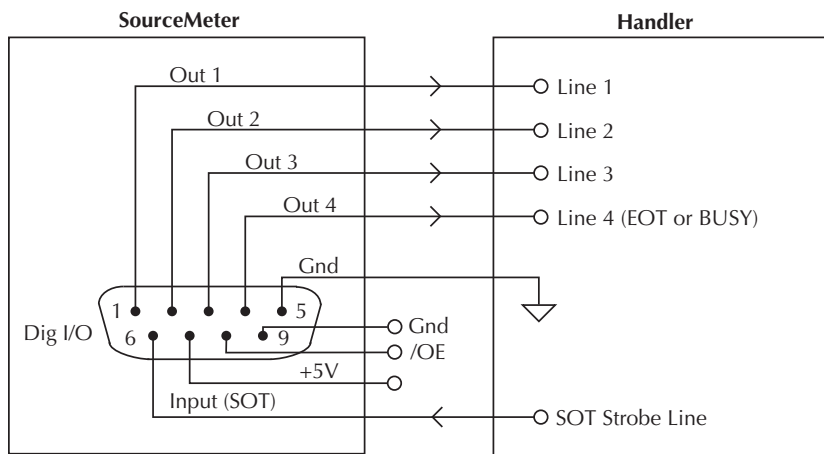 SourceMeter
Handler
Out 1
Line 1
Out 2
Line 2
Out 3
Line 3
Out 4
Line 4 (EOT or BUSY)
Gnd
1
5
Dig I/O
6
9
Gnd
/OE
+5V
Input (SOT)
SOT Strobe Line